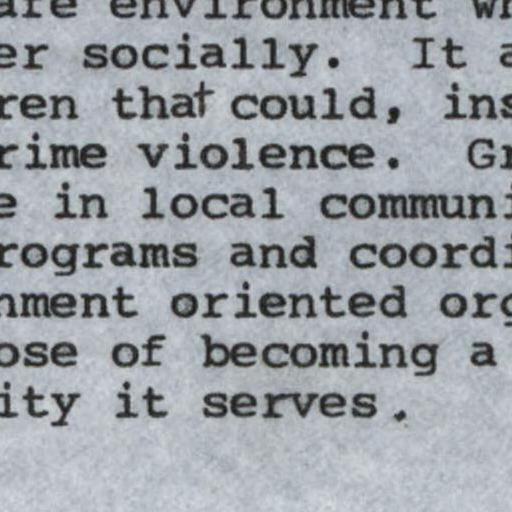 are environment wh
er socially.  It a
ren that could, ins
rime violence.  Gr
e in local communi
rograms and coordi
nment oriented org
ose of becoming a
ity it serves.